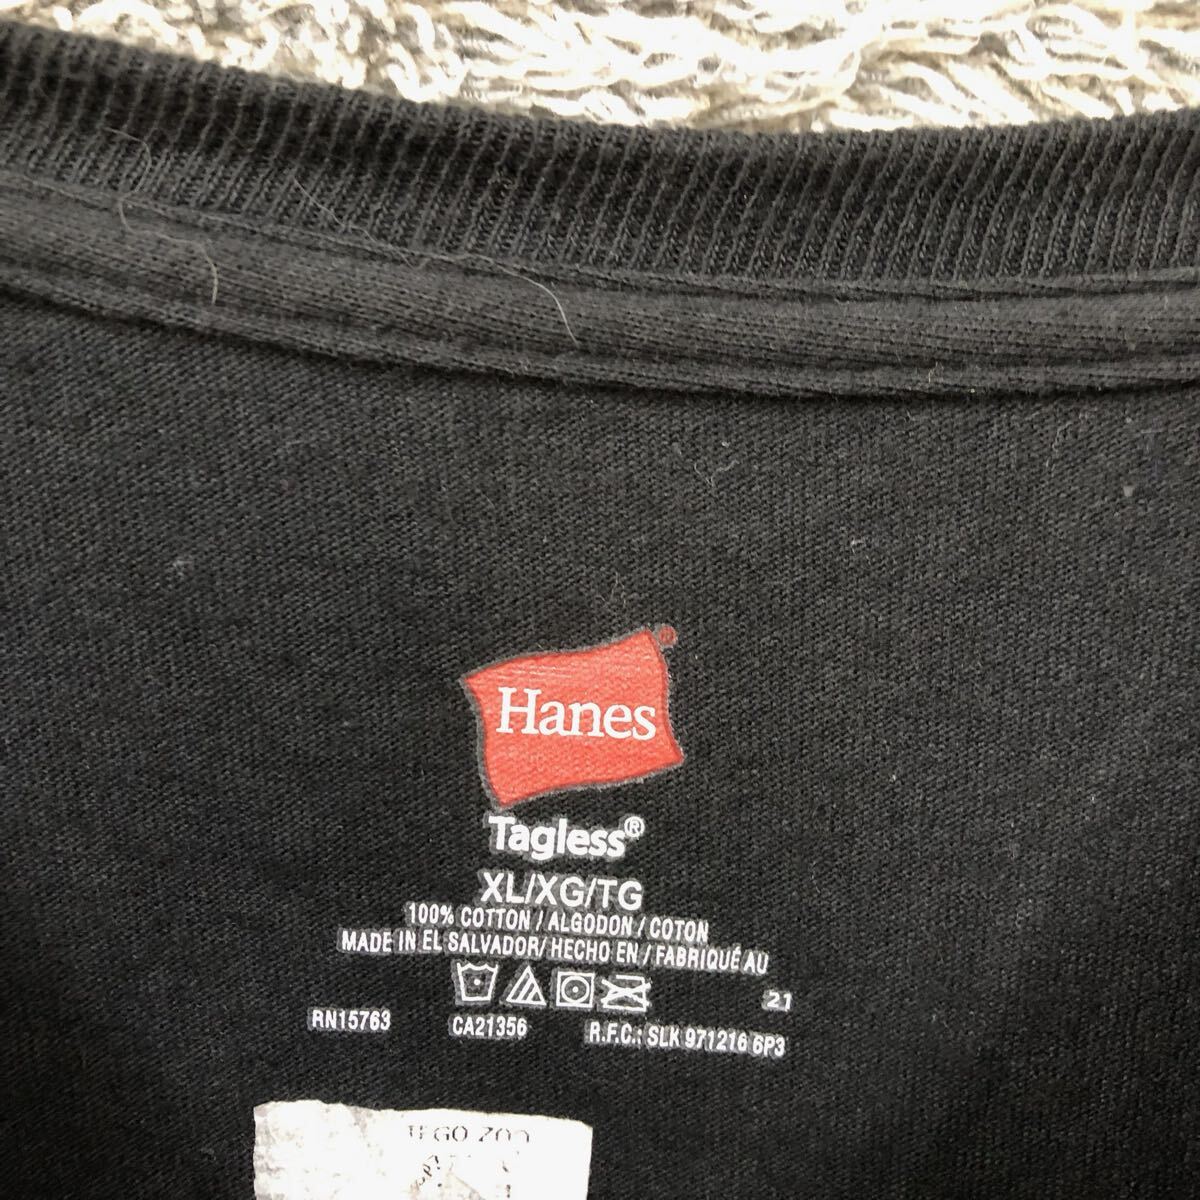 Hanes®
Tagless®
XL/XG/TG
100% COTTON / ALGODON / COTON
MADE IN EL SALVADOR/ HECHO EN / FABRIQUÉ AU
21
RN15763 CA21356 R.F.C.: SLK 971216 6P3